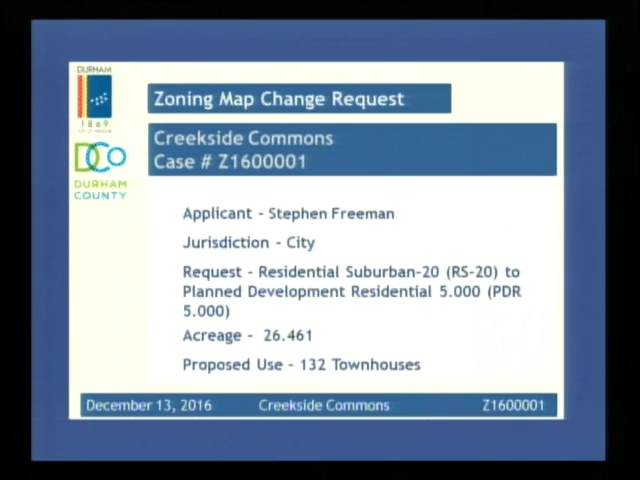 DURHAM
1869
DCo
DURHAM
COUNTY
Zoning Map Change Request
Creekside Commons
Case # Z1600001
Applicant – Stephen Freeman
Jurisdiction – City
Request – Residential Suburban-20 (RS-20) to
Planned Development Residential 5.000 (PDR
5.000)
Acreage – 26.461
Proposed Use – 132 Townhouses
December 13, 2016 Creekside Commons Z1600001